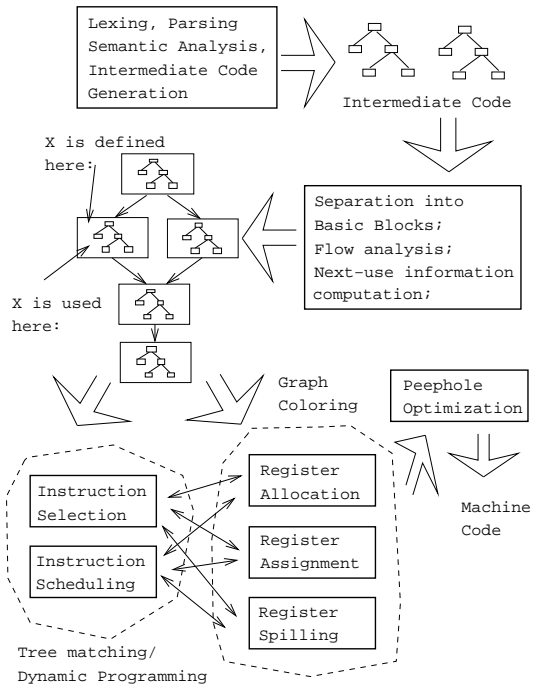 Lexing, Parsing
Semantic Analysis,
Intermediate Code
Generation
Intermediate Code
X is defined
here:
Separation into
Basic Blocks;
Flow analysis;
Next-use information
computation;
X is used
here:
Graph
Coloring
Peephole
Optimization
Instruction
Selection
Register
Allocation
Machine
Code
Instruction
Scheduling
Register
Assignment
Register
Spilling
Tree matching/
Dynamic Programming